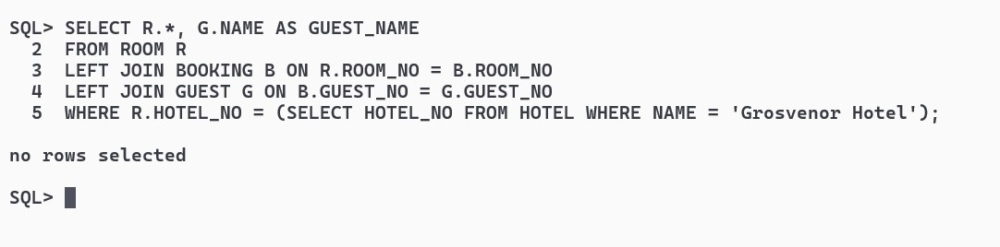 SQL> SELECT R.*, G.NAME AS GUEST_NAME
  2  FROM ROOM R
  3  LEFT JOIN BOOKING B ON R.ROOM_NO = B.ROOM_NO
  4  LEFT JOIN GUEST G ON B.GUEST_NO = G.GUEST_NO
  5  WHERE R.HOTEL_NO = (SELECT HOTEL_NO FROM HOTEL WHERE NAME = 'Grosvenor Hotel');
no rows selected
SQL>